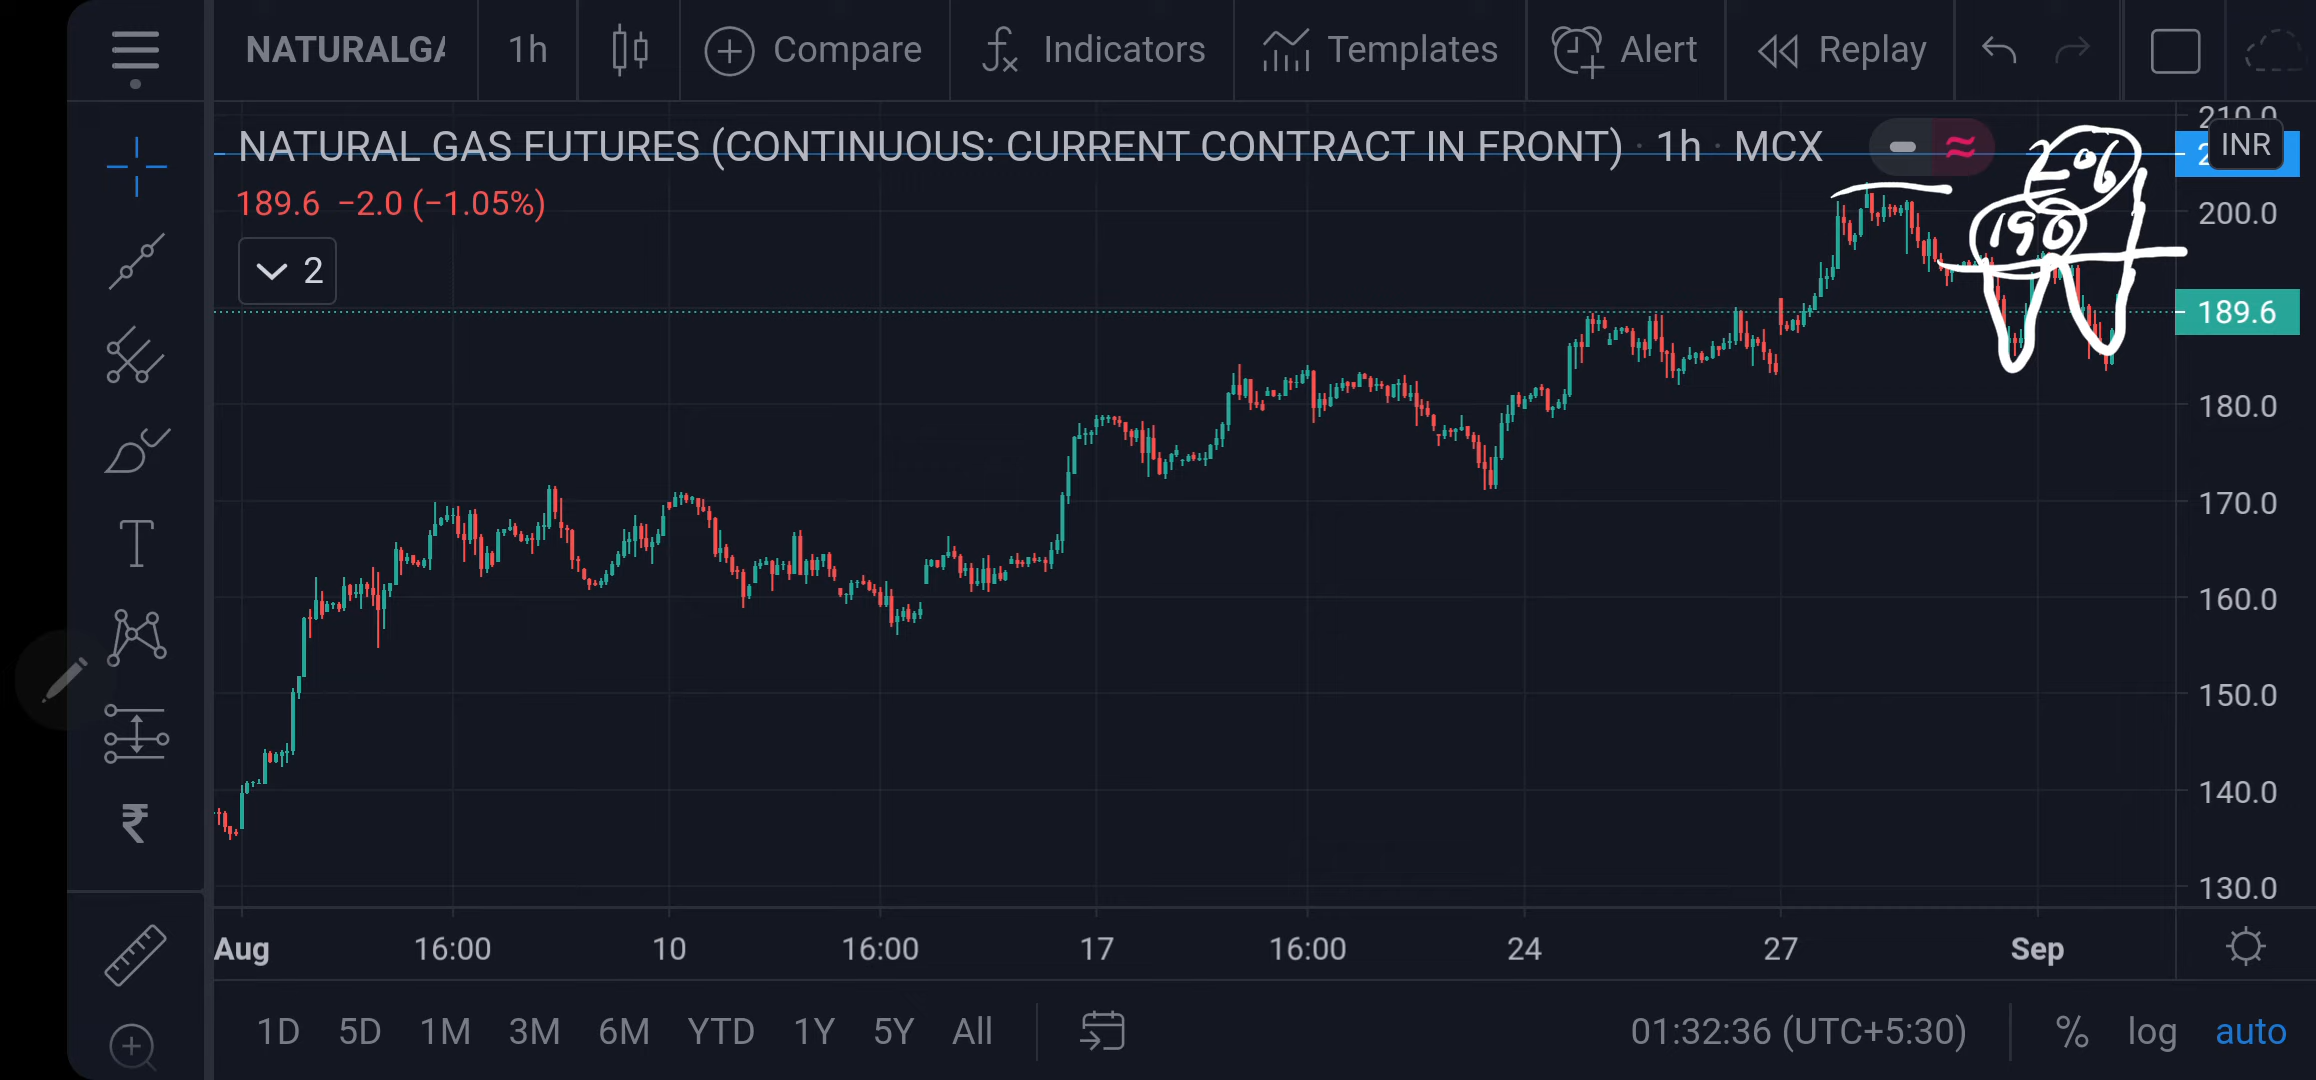 NATURALGA 1h Compare Indicators Templates Alert Replay
NATURAL GAS FUTURES (CONTINUOUS: CURRENT CONTRACT IN FRONT) · 1h · MCX
189.6 −2.0 (−1.05%)
2
206
190
210.0
INR
200.0
189.6
180.0
170.0
160.0
150.0
140.0
130.0
Aug 16:00 10 16:00 17 16:00 24 27 Sep
1D 5D 1M 3M 6M YTD 1Y 5Y All 01:32:36 (UTC+5:30) % log auto